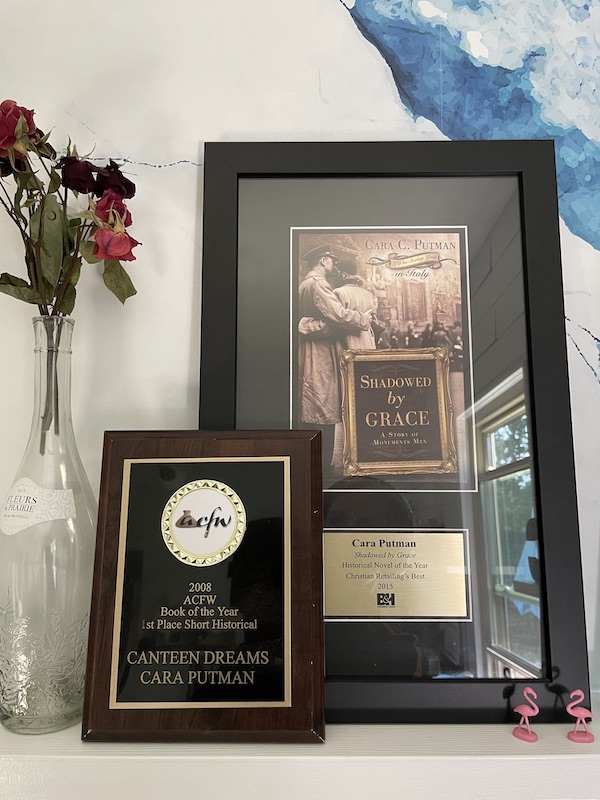 CARA C. PUTMAN
in Italy
SHADOWED
by
GRACE
A STORY OF
MONUMENTS MEN
Cara Putman
Shadowed by Grace
Historical Novel of the Year
Christian Retailing's Best
2015
B&H
FLEURS
PRAIRIE
acfw
2008
ACFW
Book of the Year
1st Place Short Historical
CANTEEN DREAMS
CARA PUTMAN